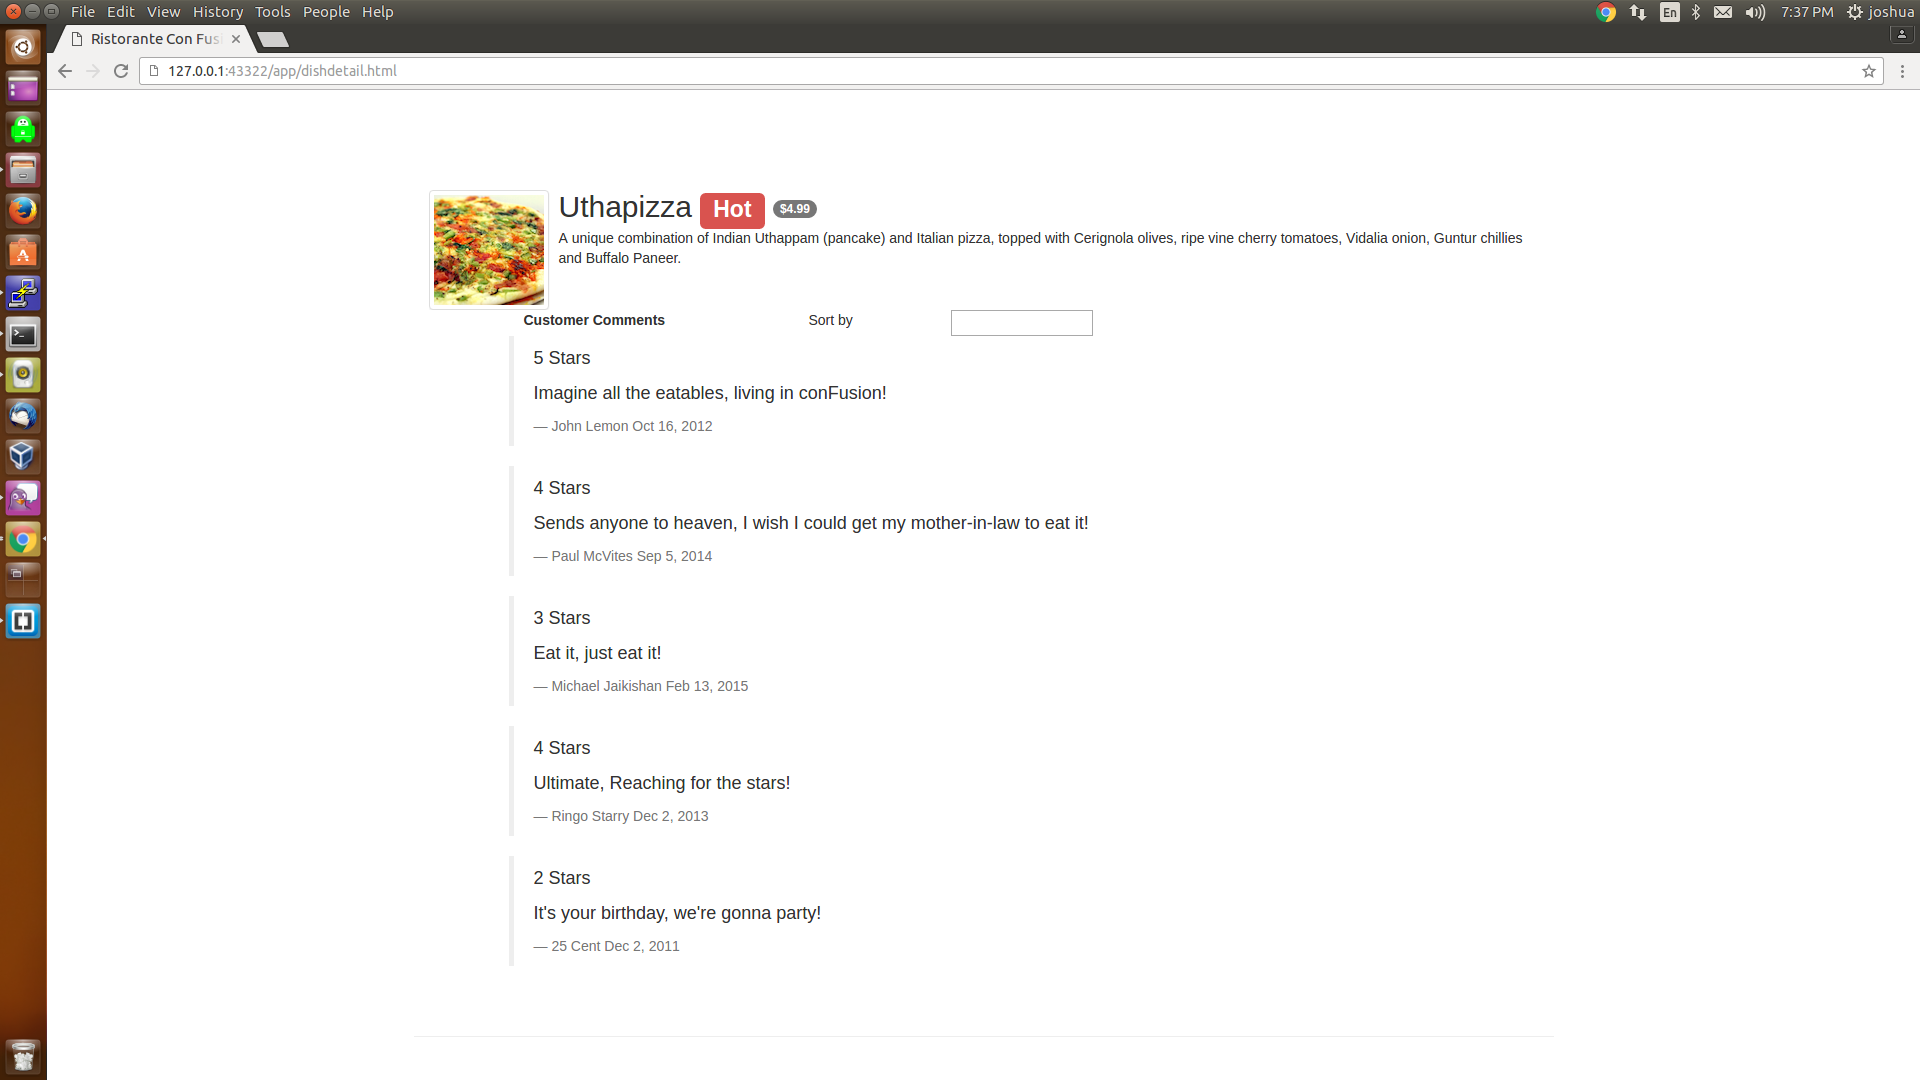 File Edit View History Tools People Help
En 7:37 PM joshua
Ristorante Con Fus
127.0.0.1:43322/app/dishdetail.html
Uthapizza Hot $4.99
A unique combination of Indian Uthappam (pancake) and Italian pizza, topped with Cerignola olives, ripe vine cherry tomatoes, Vidalia onion, Guntur chillies
and Buffalo Paneer.
Customer Comments Sort by
5 Stars
Imagine all the eatables, living in conFusion!
— John Lemon Oct 16, 2012
4 Stars
Sends anyone to heaven, I wish I could get my mother-in-law to eat it!
— Paul McVites Sep 5, 2014
3 Stars
Eat it, just eat it!
— Michael Jaikishan Feb 13, 2015
4 Stars
Ultimate, Reaching for the stars!
— Ringo Starry Dec 2, 2013
2 Stars
It's your birthday, we're gonna party!
— 25 Cent Dec 2, 2011